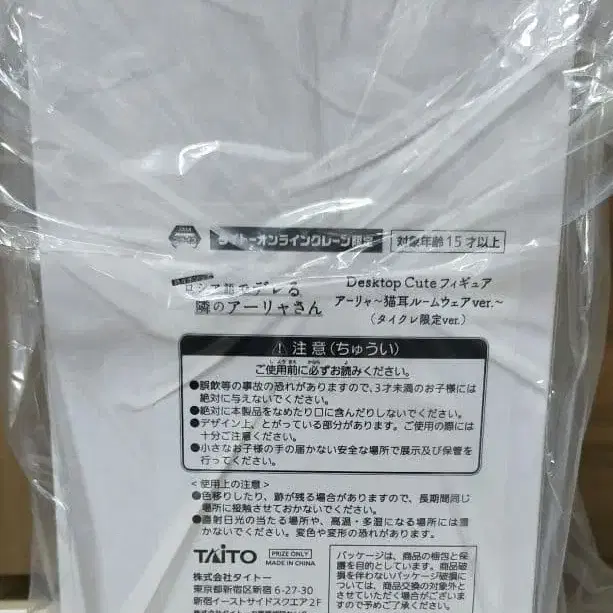 タイトーオンラインクレーン限定
対象年齢15才以上
ロシア語でデレる
隣のアーリャさん
Desktop Cute フィギュア
アーリャ～猫耳ルームウェアver.～
（タイクレ限定ver.）
⚠ 注意（ちゅうい）
ご使用前に必ずお読みください。
●誤飲等の事故の恐れがありますので、3才未満のお子様には
絶対に与えないでください。
●絶対に本製品をなめたり口に含んだりしないでください。
●デザイン上、とがっている部分があります。ご使用の際には
十分ご注意ください。
●小さなお子様の手の届かない安全な場所で展示及び保管を
行ってください。
<使用上の注意>
●色移りしたり、跡が残る場合がありますので、長期間同じ
場所に接触させておかないでください。
●直射日光の当たる場所や、高温・多湿になる場所には置
かないでください。変色や変形の恐れがあります。
TAITO
PRIZE ONLY
MADE IN CHINA
株式会社タイトー
東京都新宿区新宿6-27-30
新宿イーストサイドスクエア2F
パッケージは、商品の梱包と保
護を目的としています。商品破
損を伴わないパッケージ破損に
ついては、商品交換の対象外と
させていただく場合がございま
すので予めご了承ください。